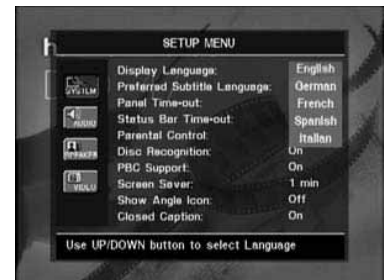 SETUP MENU
Display Language: English
Preferred Subtitle Language: German
Panel Time-out: French
Status Bar Time-out: Spanish
Parental Control: Italian
Disc Recognition: On
PBC Support: On
Screen Saver: 1 min
Show Angle Icon: Off
Closed Caption: On
SYSTEM
AUDIO
SPEAKER
VIDEO
Use UP/DOWN button to select Language